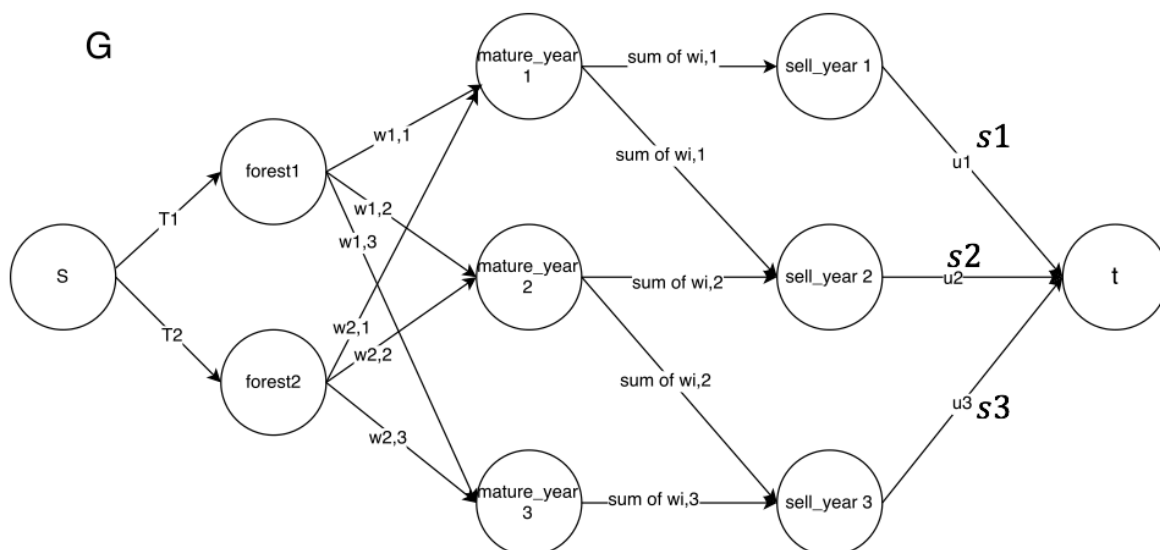 G
mature_year
1
sum of wi,1
sell_year 1
s1
u1
w1,1
forest1
sum of wi,1
T1
w1,2
w1,3
S
mature_year
2
sum of wi,2
sell_year 2
s2
u2
t
T2
w2,1
w2,2
forest2
sum of wi,2
u3
s3
w2,3
mature_year
3
sum of wi,3
sell_year 3